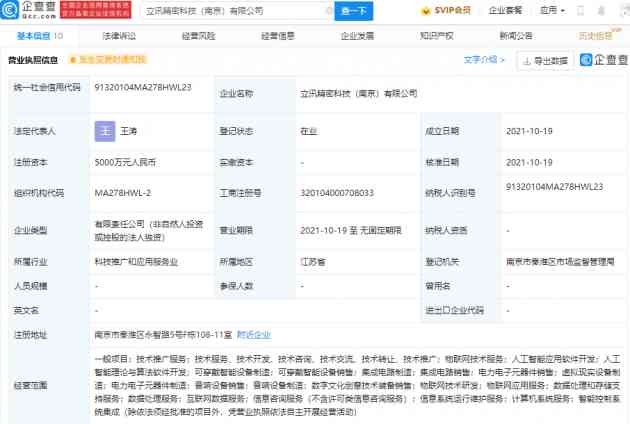 企查查
Qcc.com
全国企业信用查询系统
官方备案企业征信机构
立讯精密科技（南京）有限公司
查一下
SVIP会员
企业套餐
应用
基本信息 10
法律诉讼
经营风险
经营信息
企业发展
知识产权
新闻公告
历史信息
VIP
营业执照信息
发生变更时通知我
文字介绍 >
导出数据
企查查
统一社会信用代码
91320104MA278HWL23
企业名称
立讯精密科技（南京）有限公司
法定代表人
王
王涛
登记状态
在业
成立日期
2021-10-19
注册资本
5000万元人民币
实缴资本
-
核准日期
2021-10-19
组织机构代码
MA278HWL-2
工商注册号
320104000708033
纳税人识别号
91320104MA278HWL23
企业类型
有限责任公司（非自然人投资
或控股的法人独资）
营业期限
2021-10-19 至 无固定期限
纳税人资质
-
所属行业
科技推广和应用服务业
所属地区
江苏省
登记机关
南京市秦淮区市场监督管理局
人员规模
-
参保人数
-
曾用名
-
英文名
-
进出口企业代码
-
注册地址
南京市秦淮区永智路5号F栋108-11室 附近企业
经营范围
一般项目：技术推广服务；技术服务、技术开发、技术咨询、技术交流、技术转让、技术推广；物联网技术服务；人工智能应用软件开发；人工
智能理论与算法软件开发；可穿戴智能设备制造；可穿戴智能设备销售；集成电路制造；集成电路销售；电力电子元器件销售；虚拟现实设备制
造；电力电子元器件制造；音响设备销售；音响设备制造；数字文化创意技术装备销售；物联网技术研发；物联网应用服务；数据处理和存储支
持服务；数据处理服务；互联网数据服务；信息咨询服务（不含许可类信息咨询服务）；信息系统运行维护服务；计算机系统服务；智能控制系
统集成（除依法须经批准的项目外，凭营业执照依法自主开展经营活动）